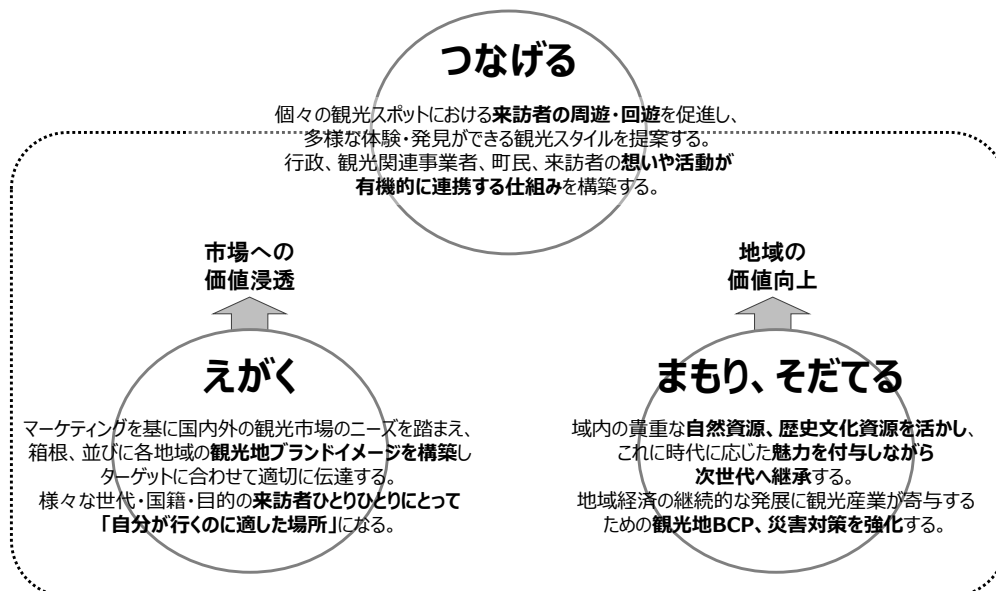 つなげる
個々の観光スポットにおける来訪者の周遊・回遊を促進し、
多様な体験・発見ができる観光スタイルを提案する。
行政、観光関連事業者、町民、来訪者の想いや活動が
有機的に連携する仕組みを構築する。
市場への
価値浸透
地域の
価値向上
えがく
マーケティングを基に国内外の観光市場のニーズを踏まえ、
箱根、並びに各地域の観光地ブランドイメージを構築し
ターゲットに合わせて適切に伝達する。
様々な世代・国籍・目的の来訪者ひとりひとりにとって
「自分が行くのに適した場所」になる。
まもり、そだてる
域内の貴重な自然資源、歴史文化資源を活かし、
これに時代に応じた魅力を付与しながら
次世代へ継承する。
地域経済の継続的な発展に観光産業が寄与する
ための観光地BCP、災害対策を強化する。